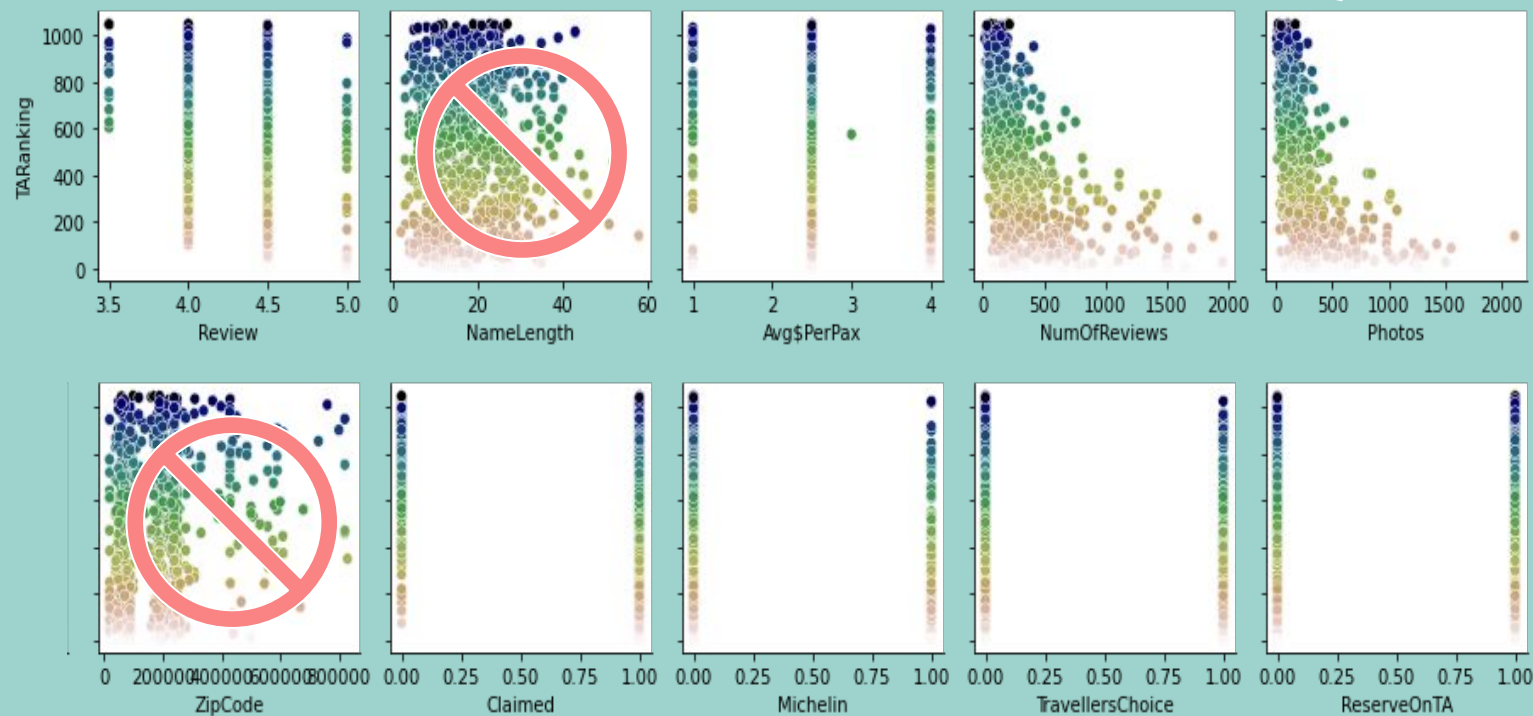 TARanking
1000
800
600
400
200
0
3.5 4.0 4.5 5.0
Review
0 20 40 60
NameLength
1 2 3 4
Avg$PerPax
0 500 1000 1500 2000
NumOfReviews
0 500 1000 1500 2000
Photos
0 200000 400000 600000 800000
ZipCode
0.00 0.25 0.50 0.75 1.00
Claimed
0.00 0.25 0.50 0.75 1.00
Michelin
0.00 0.25 0.50 0.75 1.00
TravellersChoice
0.00 0.25 0.50 0.75 1.00
ReserveOnTA